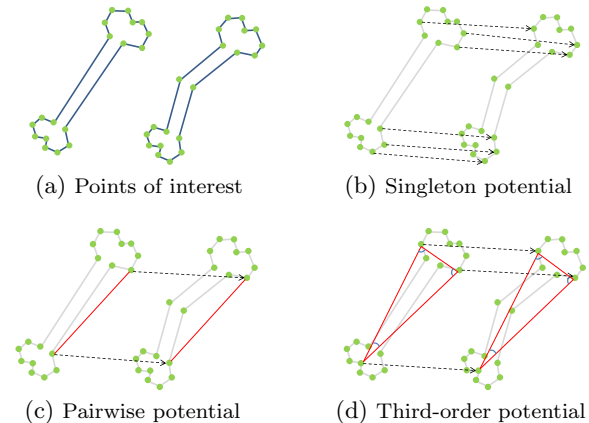 (a) Points of interest
(b) Singleton potential
(c) Pairwise potential
(d) Third-order potential